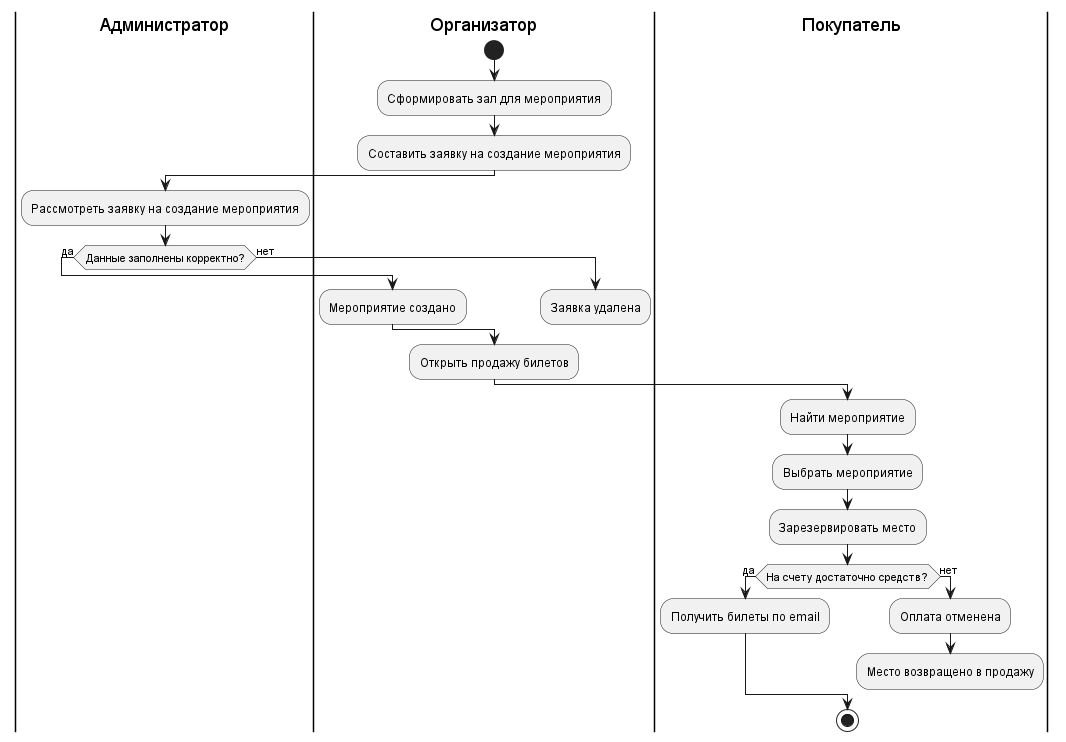 Администратор
Организатор
Покупатель
Сформировать зал для мероприятия
Составить заявку на создание мероприятия
Рассмотреть заявку на создание мероприятия
да
Данные заполнены корректно?
нет
Мероприятие создано
Заявка удалена
Открыть продажу билетов
Найти мероприятие
Выбрать мероприятие
Зарезервировать место
да
На счету достаточно средств?
нет
Получить билеты по email
Оплата отменена
Место возвращено в продажу